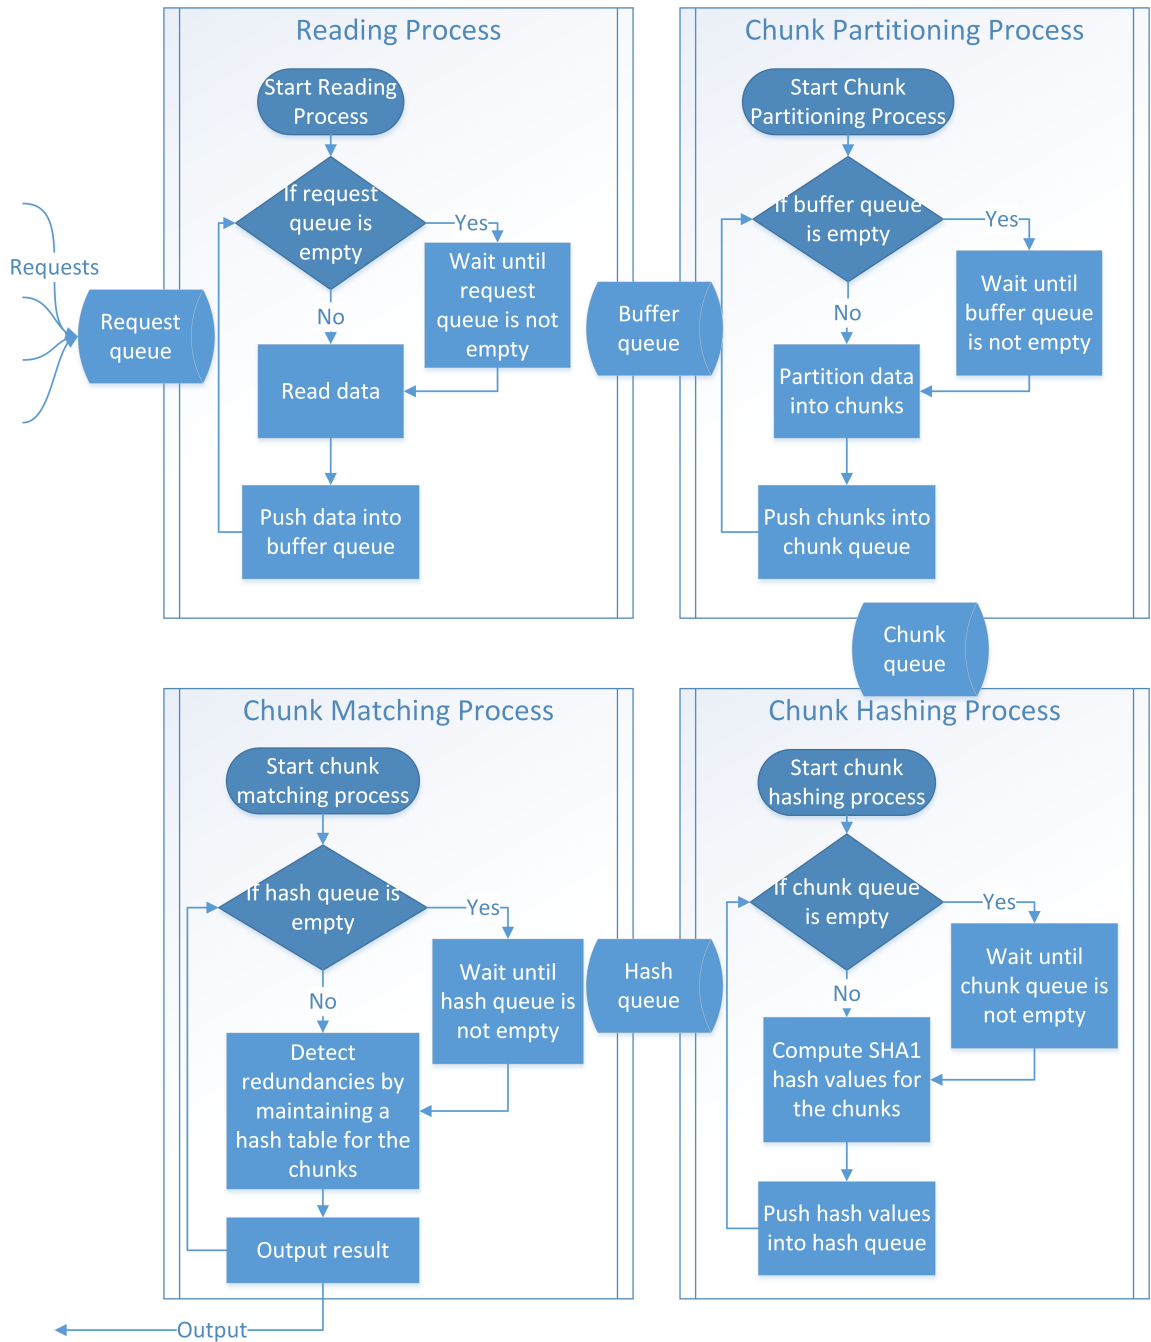 Reading Process
Start Reading
Process
If request
queue is
empty
Yes
Wait until
request
queue is not
empty
No
Read data
Push data into
buffer queue
Requests
Request
queue
Buffer
queue
Chunk Partitioning Process
Start Chunk
Partitioning Process
If buffer queue
is empty
Yes
Wait until
buffer queue
is not empty
No
Partition data
into chunks
Push chunks into
chunk queue
Chunk
queue
Chunk Hashing Process
Start chunk
hashing process
If chunk queue
is empty
Yes
Wait until
chunk queue is
not empty
No
Compute SHA1
hash values for
the chunks
Push hash values
into hash queue
Hash
queue
Chunk Matching Process
Start chunk
matching process
If hash queue is
empty
Yes
Wait until
hash queue is
not empty
No
Detect
redundancies by
maintaining a
hash table for the
chunks
Output result
Output